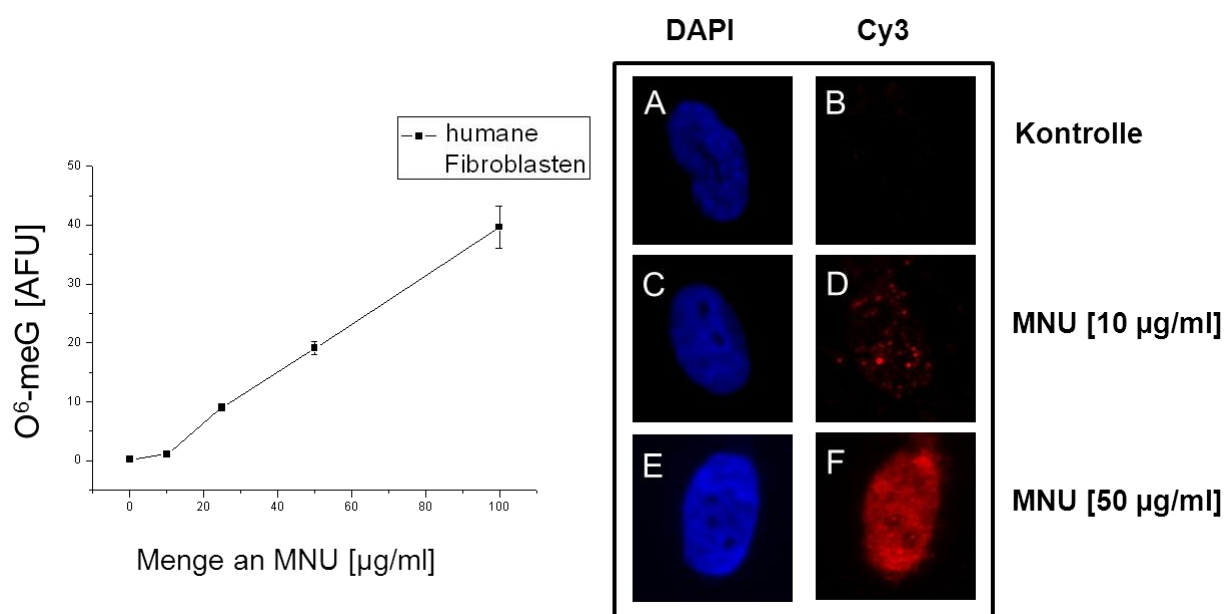 humane
Fibroblasten
50
40
30
20
10
0
O⁶-meG [AFU]
0 20 40 60 80 100
Menge an MNU [µg/ml]
DAPI Cy3
A B Kontrolle
C D MNU [10 µg/ml]
E F MNU [50 µg/ml]